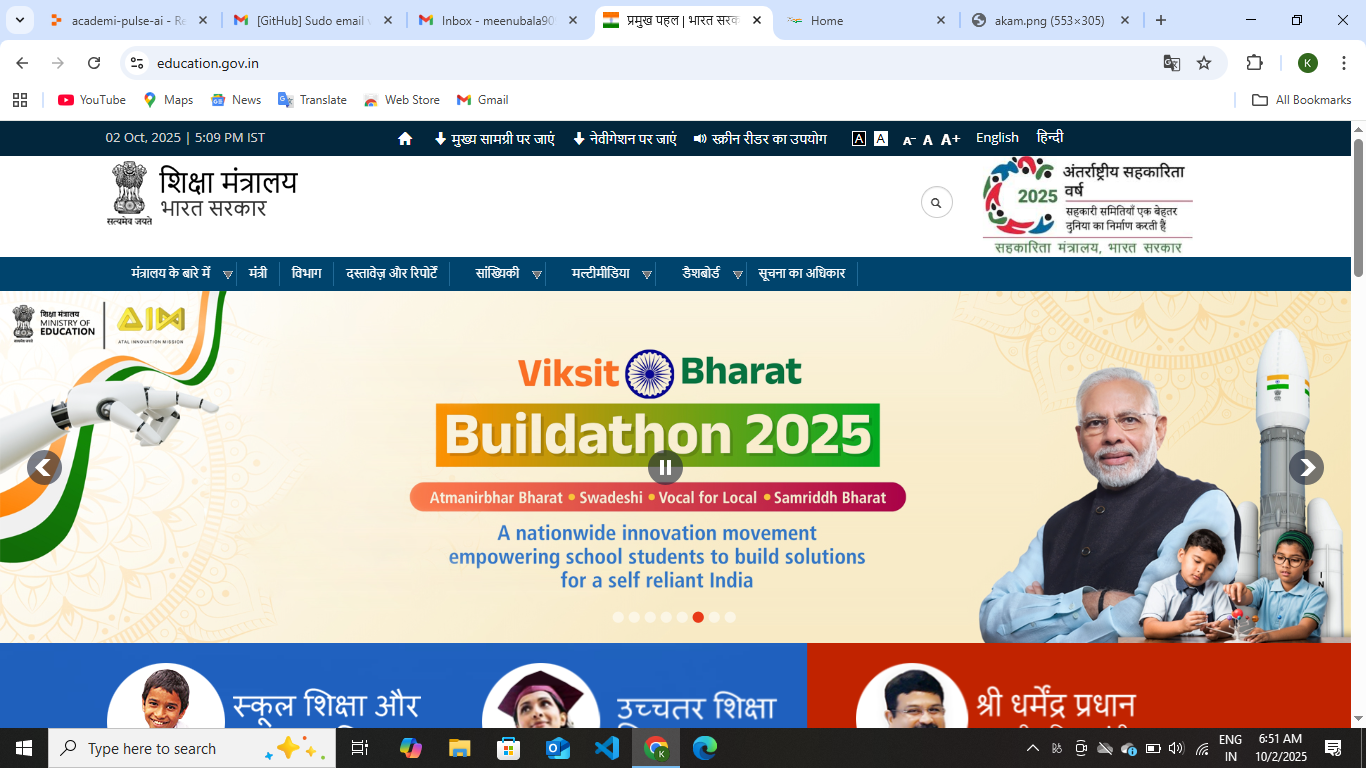 academi-pulse-ai - Re
[GitHub] Sudo email v
Inbox - meenubala90
प्रमुख पहल | भारत सरक
Home
akam.png (553×305)
education.gov.in
K
YouTube
Maps
News
Translate
Web Store
Gmail
All Bookmarks
02 Oct, 2025 | 5:09 PM IST
मुख्य सामग्री पर जाएं
नेवीगेशन पर जाएं
स्क्रीन रीडर का उपयोग
A A A- A A+
English
हिन्दी
शिक्षा मंत्रालय
भारत सरकार
सत्यमेव जयते
2025
अंतर्राष्ट्रीय सहकारिता
वर्ष
सहकारी समितियाँ एक बेहतर
दुनिया का निर्माण करती हैं
सहकारिता मंत्रालय, भारत सरकार
मंत्रालय के बारे में
मंत्री
विभाग
दस्तावेज़ और रिपोर्टें
सांख्यिकी
मल्टीमीडिया
डैशबोर्ड
सूचना का अधिकार
शिक्षा मंत्रालय
MINISTRY OF
EDUCATION
AIM
ATAL INNOVATION MISSION
Viksit Bharat
Buildathon 2025
Atmanirbhar Bharat • Swadeshi • Vocal for Local • Samriddh Bharat
A nationwide innovation movement
empowering school students to build solutions
for a self reliant India
स्कूल शिक्षा और
उच्चतर शिक्षा
श्री धर्मेंद्र प्रधान
Type here to search
ENG
IN
6:51 AM
10/2/2025